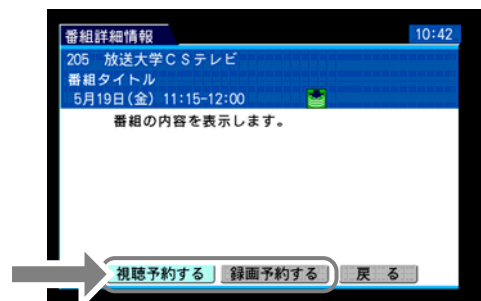 番組詳細情報 10:42
205 放送大学CSテレビ
番組タイトル
5月19日(金) 11:15-12:00
番組の内容を表示します。
視聴予約する 録画予約する 戻 る